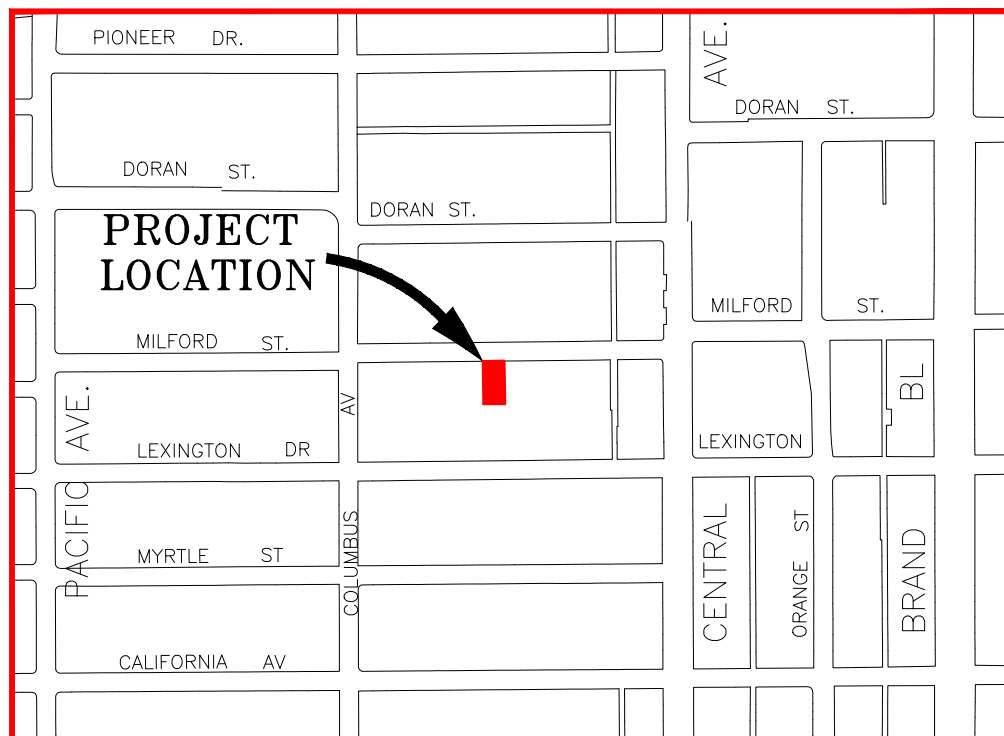 PIONEER DR.
AVE.
DORAN ST.
DORAN ST.
DORAN ST.
PROJECT
LOCATION
MILFORD ST.
MILFORD ST.
PACIFIC AVE.
COLUMBUS AV
BL
LEXINGTON DR
LEXINGTON
CENTRAL
ORANGE ST
BRAND
MYRTLE ST
CALIFORNIA AV